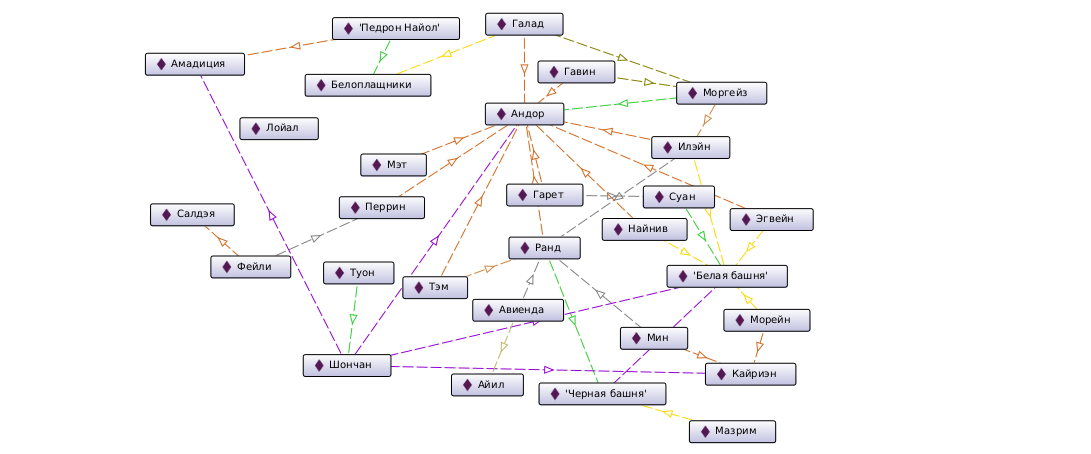 Галад
'Педрон Найол'
Амадиция
Гавин
Белоплащники
Моргейз
Андор
Лойал
Илэйн
Мэт
Гарет
Суан
Перрин
Салдэя
Эгвейн
Найнив
Ранд
Фейли
Туон
'Белая башня'
Тэм
Авиенда
Морейн
Мин
Шончан
Кайриэн
Айил
'Черная башня'
Мазрим